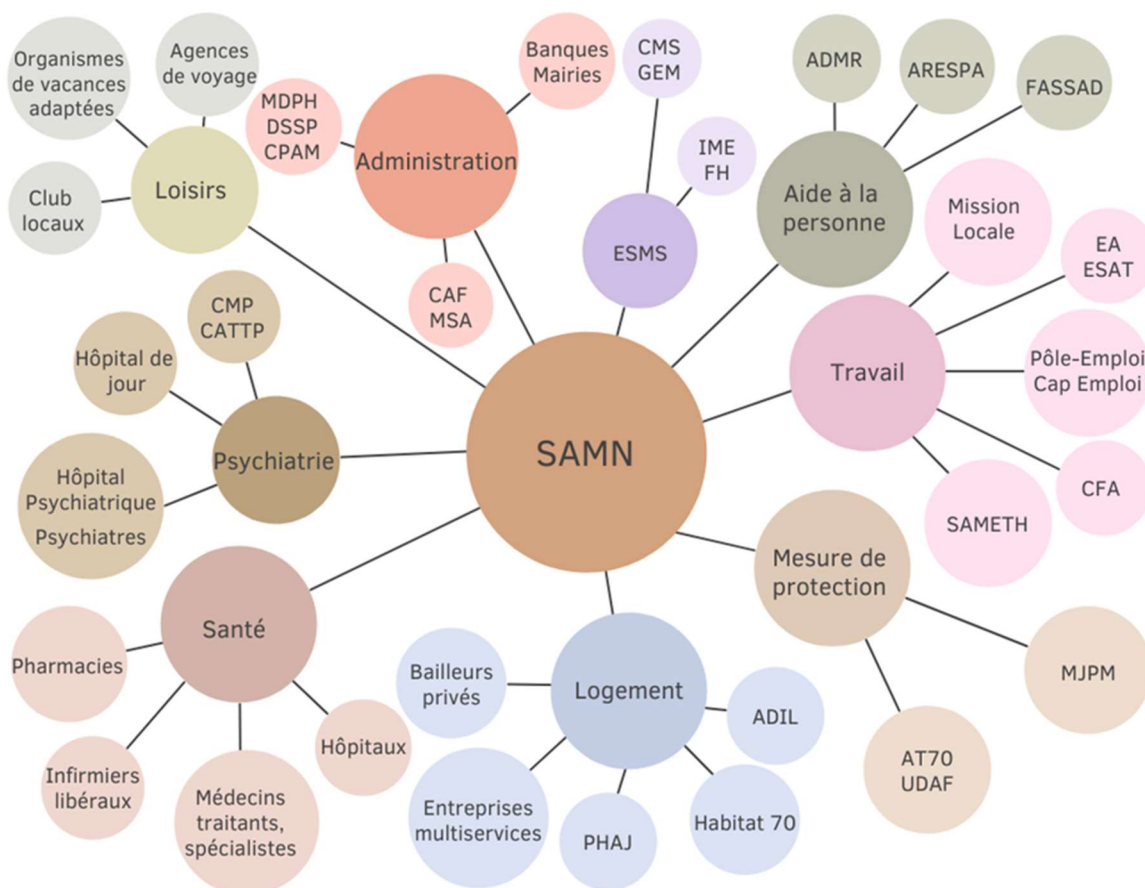 Organismes
de vacances
adaptées
Agences
de voyage
Club
locaux
Loisirs
MDPH
DSSP
CPAM
Banques
Mairies
Administration
CAF
MSA
CMS
GEM
IME
FH
ESMS
ADMR
ARESPA
FASSAD
Aide à la
personne
Mission
Locale
EA
ESAT
Travail
Pôle-Emploi
Cap Emploi
CFA
SAMETH
SAMN
CMP
CATTP
Hôpital de
jour
Psychiatrie
Hôpital
Psychiatrique
Psychiatres
Mesure de
protection
MJPM
AT70
UDAF
Santé
Pharmacies
Infirmiers
libéraux
Médecins
traitants,
spécialistes
Hôpitaux
Logement
Bailleurs
privés
ADIL
Entreprises
multiservices
PHAJ
Habitat 70